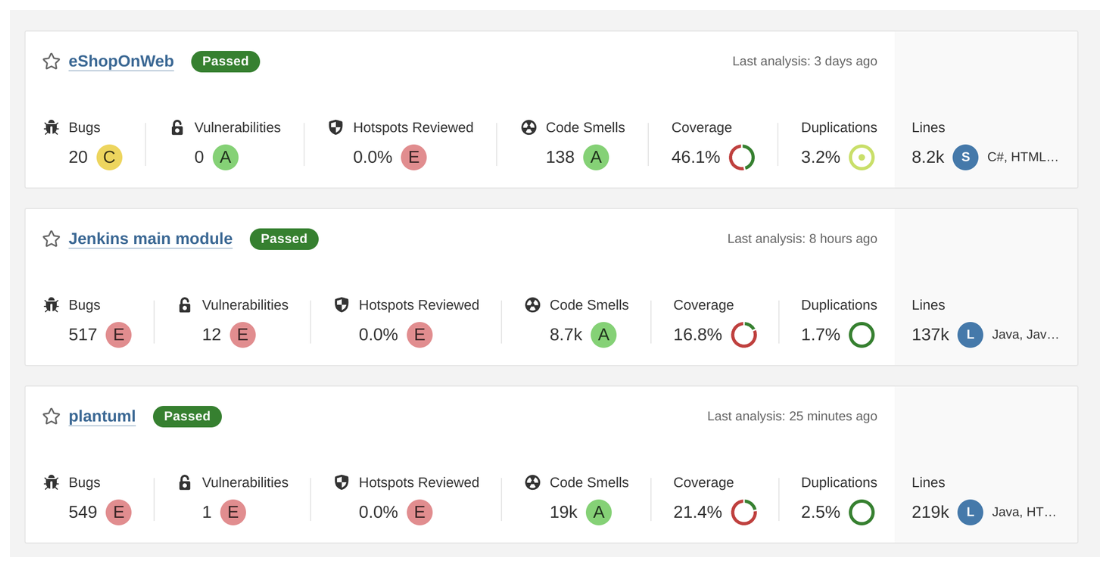 eShopOnWeb Passed Last analysis: 3 days ago
Bugs Vulnerabilities Hotspots Reviewed Code Smells Coverage Duplications Lines
20 C 0 A 0.0% E 138 A 46.1% 3.2% 8.2k S C#, HTML...
Jenkins main module Passed Last analysis: 8 hours ago
Bugs Vulnerabilities Hotspots Reviewed Code Smells Coverage Duplications Lines
517 E 12 E 0.0% E 8.7k A 16.8% 1.7% 137k L Java, Jav...
plantuml Passed Last analysis: 25 minutes ago
Bugs Vulnerabilities Hotspots Reviewed Code Smells Coverage Duplications Lines
549 E 1 E 0.0% E 19k A 21.4% 2.5% 219k L Java, HT...